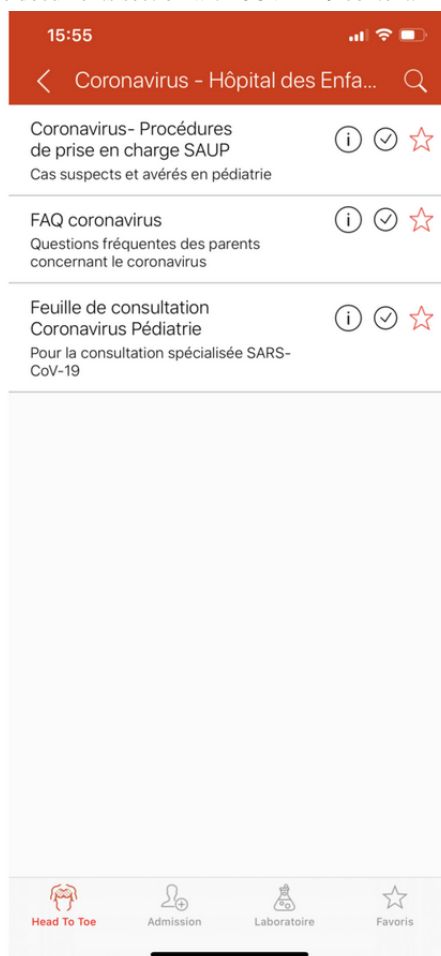 15:55
Coronavirus - Hôpital des Enfa...
Coronavirus- Procédures
de prise en charge SAUP
Cas suspects et avérés en pédiatrie
FAQ coronavirus
Questions fréquentes des parents
concernant le coronavirus
Feuille de consultation
Coronavirus Pédiatrie
Pour la consultation spécialisée SARS-
CoV-19
Head To Toe
Admission
Laboratoire
Favoris